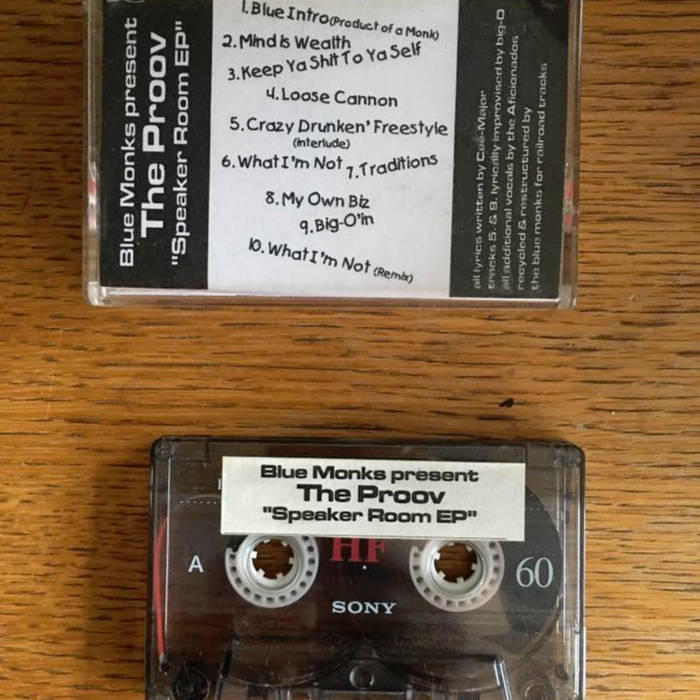 Blue Monks present
The Proov
"Speaker Room EP"
1.Blue Intro(Product of a Monk)
2.Mind is Wealth
3.Keep Ya Shit To Ya Self
4.Loose Cannon
5.Crazy Drunken' Freestyle
(interlude)
6.What I'm Not 7.Traditions
8.My Own Biz
9.Big-O'in
10.What I'm Not (Remix)
all lyrics written by Cee-Major
tracks 5. & 9. lyrically improvised by big-O
all additional vocals by the Aficionados
recycled & restructured by
the blue monks for railroad tracks
Blue Monks present
The Proov
"Speaker Room EP"
A
HF
60
SONY